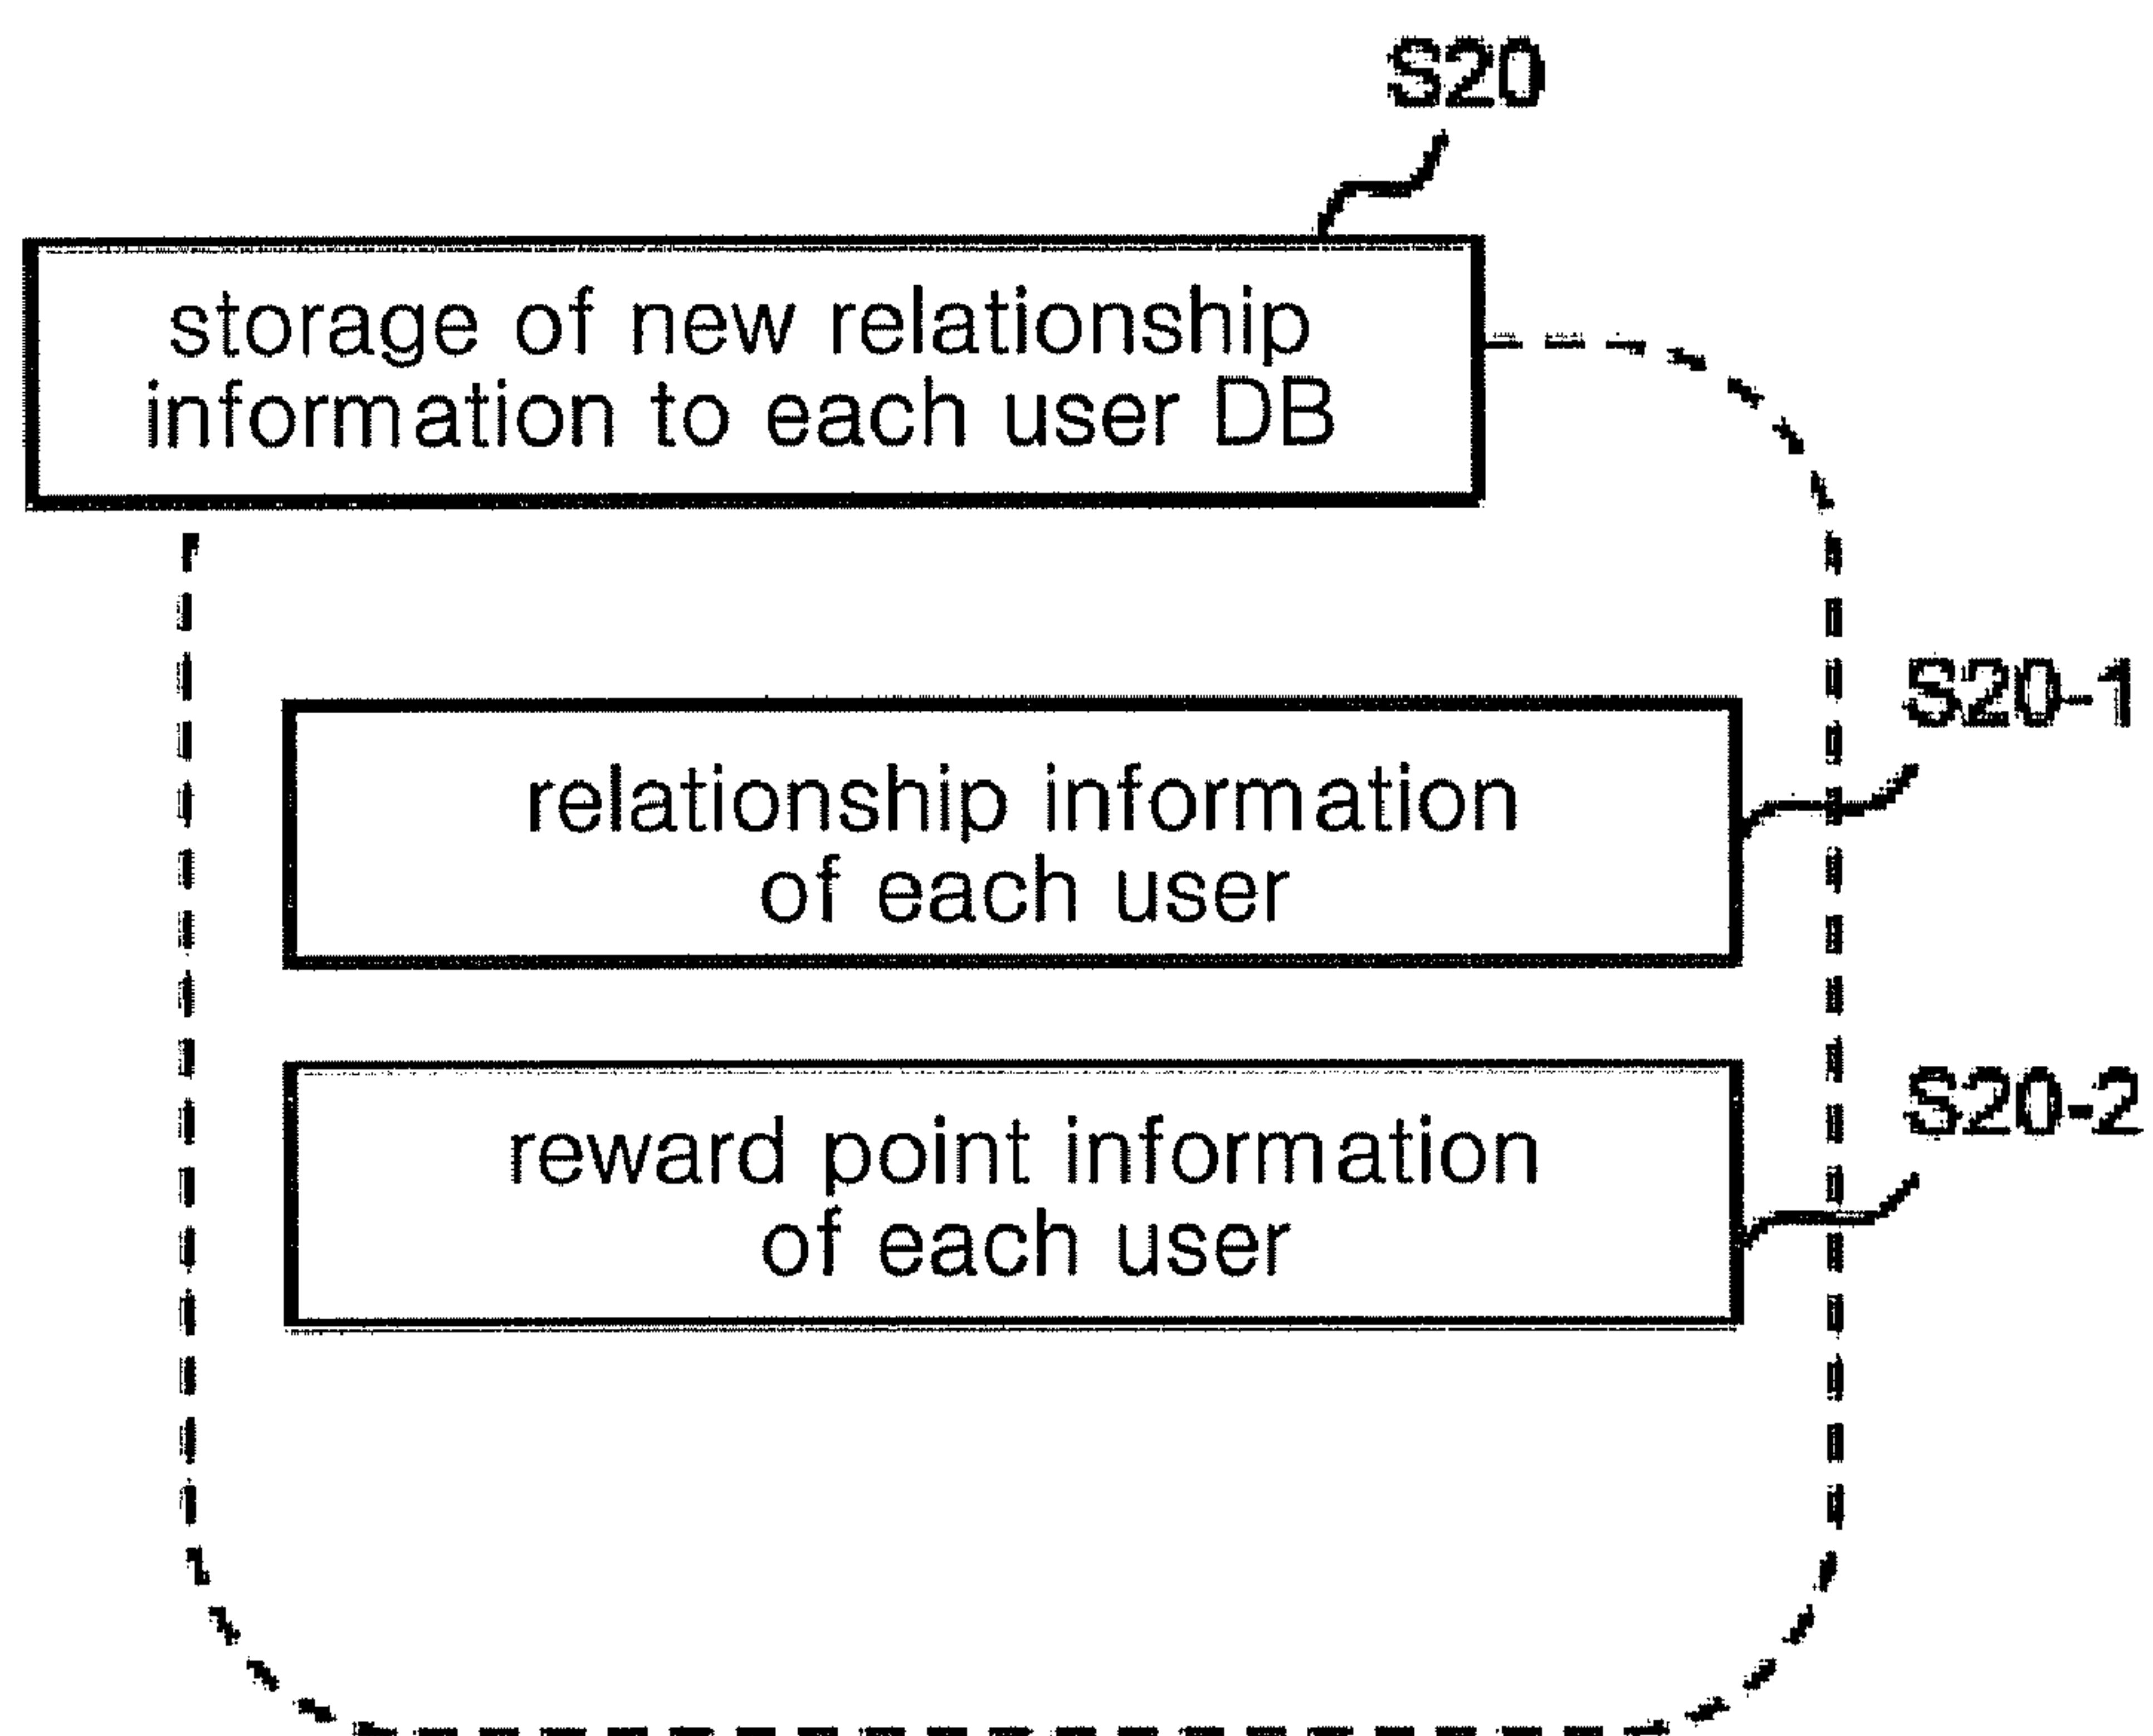 S20
storage of new relationship
information to each user DB
S20-1
relationship information
of each user
S20-2
reward point information
of each user